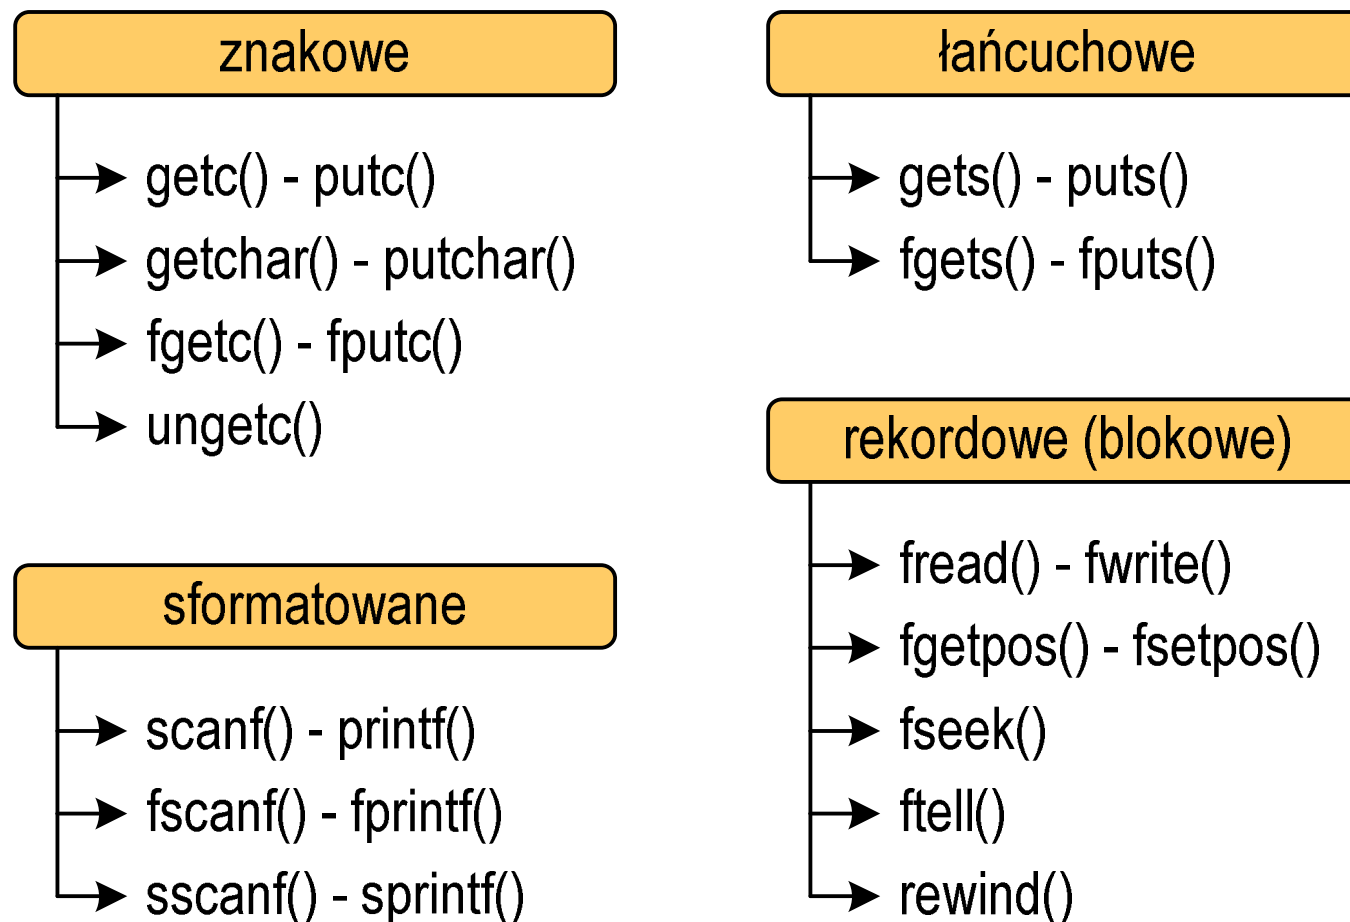 znakowe
getc() - putc()
getchar() - putchar()
fgetc() - fputc()
ungetc()
sformatowane
scanf() - printf()
fscanf() - fprintf()
sscanf() - sprintf()
łańcuchowe
gets() - puts()
fgets() - fputs()
rekordowe (blokowe)
fread() - fwrite()
fgetpos() - fsetpos()
fseek()
ftell()
rewind()